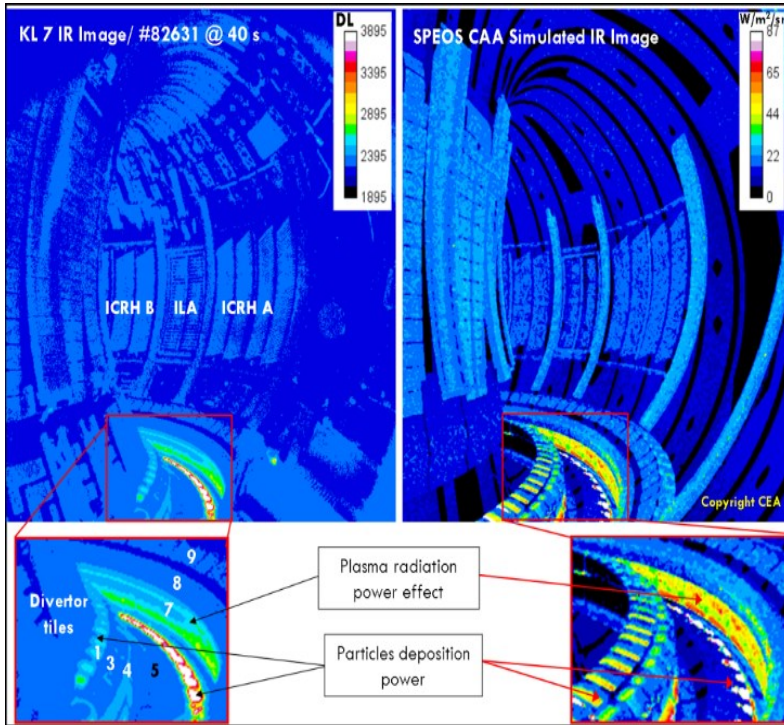 KL 7 IR Image/ #82631 @ 40 s
DL
3895
3395
2895
2395
1895
ICRH B
ILA
ICRH A
SPEOS CAA Simulated IR Image
W/m²/sr
87
65
44
22
0
Copyright CEA
9
8
7
Divertor
tiles
1
3
4
5
Plasma radiation
power effect
Particles deposition
power